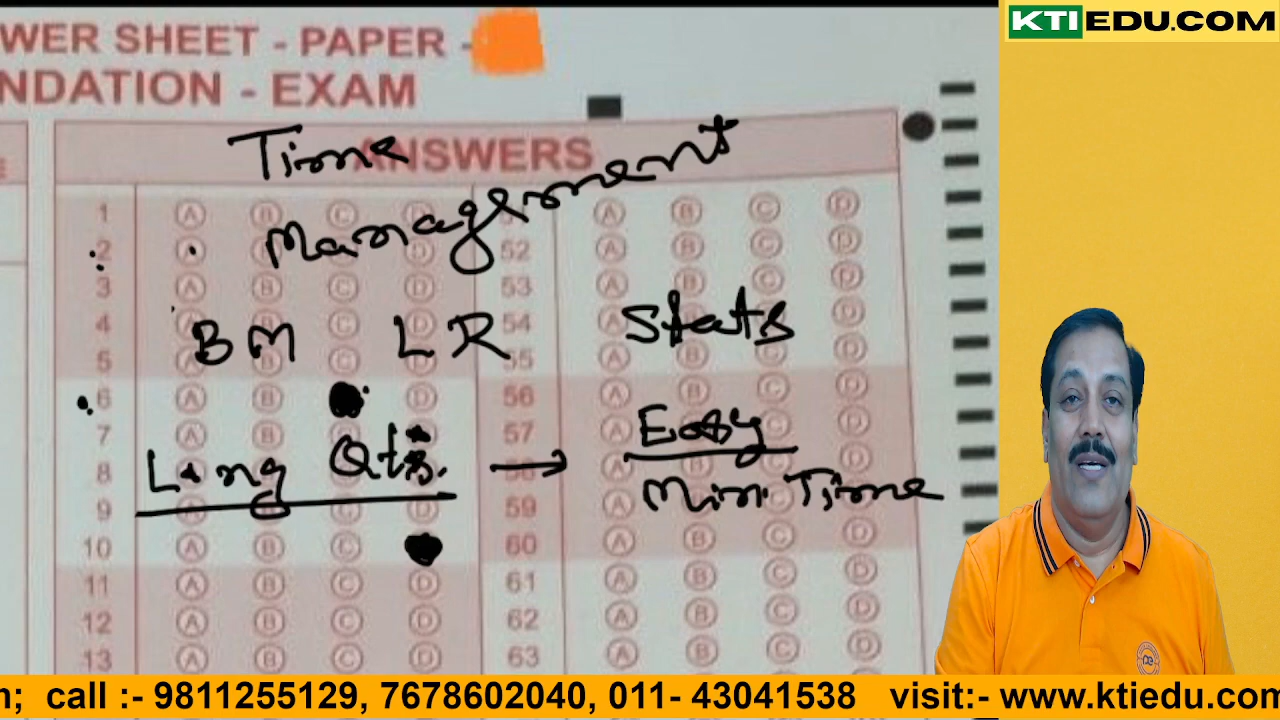 KTIEDU.COM
WER SHEET - PAPER -
NDATION - EXAM
ANSWERS
Time
Management
1 A B C D A B C D
2 A B C D 52 A B C D
3 A B C D 53 A B C D
4 A B C D 54 A B C D
5 A B C D 55 A B C D
BM LR Stats
6 A B D 56 A B C D
7 A B C D 57 A B C D
Easy
8 A B C D A B C D
Long Qts. → Min. Time
9 A B C D 59 A B C D
10 A B C 60 A B C D
11 A B C D 61 A B C D
12 A B C D 62 A B C D
13 A B C D 63 A B C D
call :- 9811255129, 7678602040, 011- 43041538 visit:- www.ktiedu.com